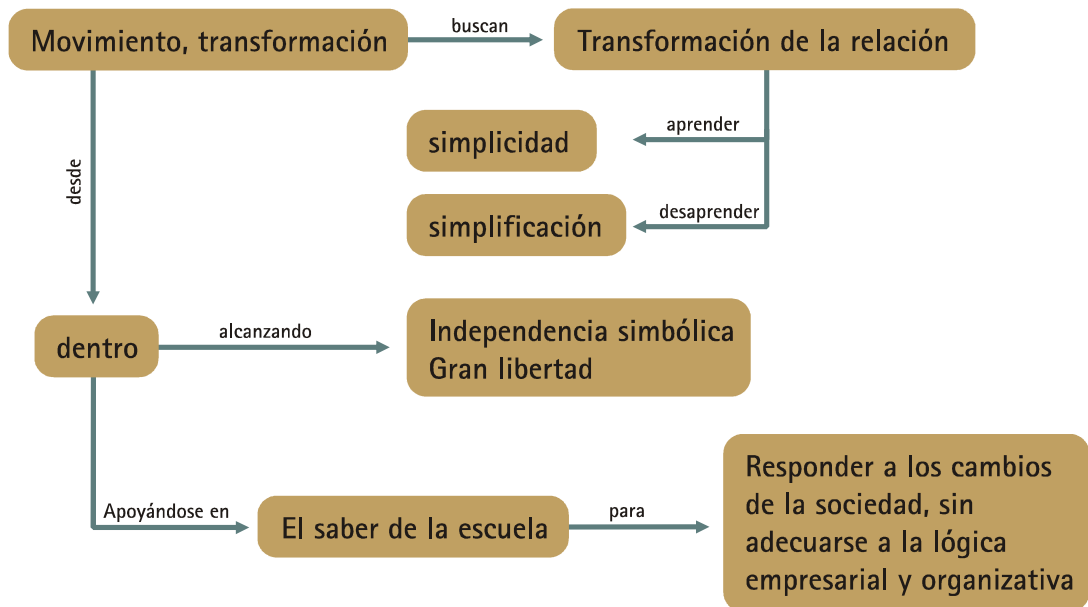 Movimiento, transformación
buscan
Transformación de la relación
aprender
simplicidad
desaprender
simplificación
desde
dentro
alcanzando
Independencia simbólica
Gran libertad
Apoyándose en
El saber de la escuela
para
Responder a los cambios
de la sociedad, sin
adecuarse a la lógica
empresarial y organizativa